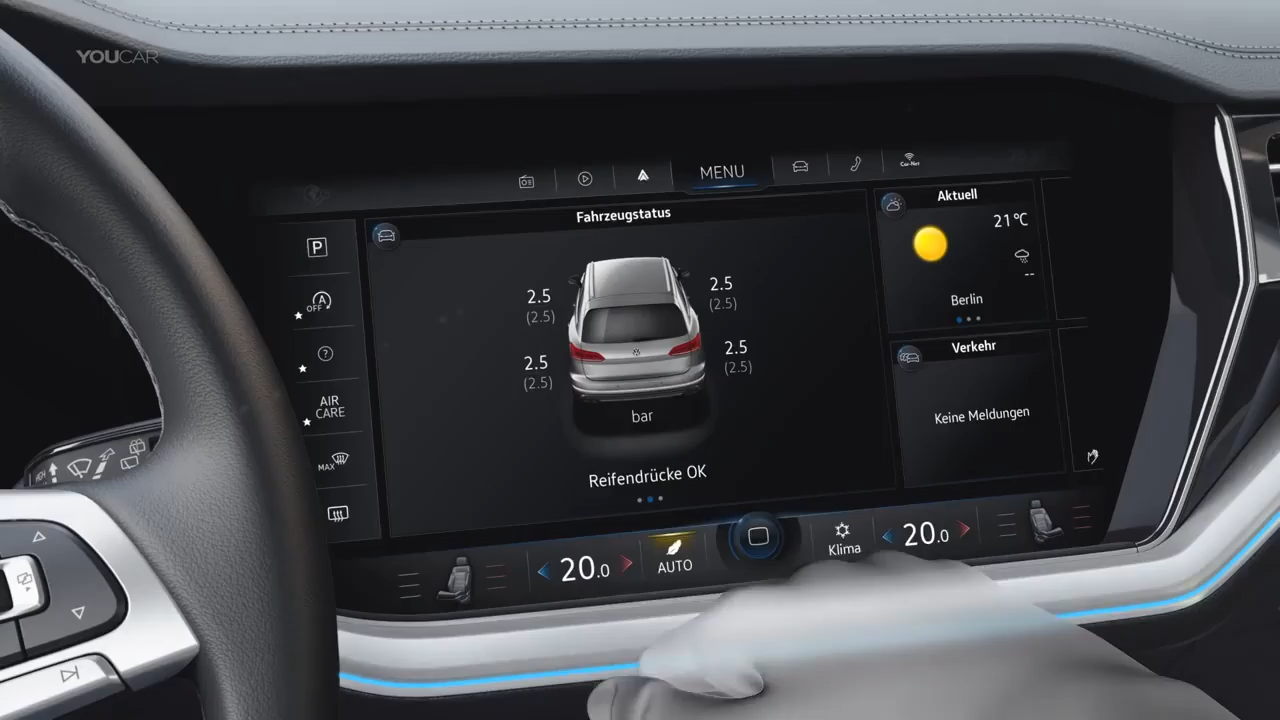 YOUCAR
MENU
Car-Net
Fahrzeugstatus
Aktuell
P
A
OFF
?
AIR
CARE
MAX
2.5
(2.5)
2.5
(2.5)
2.5
(2.5)
2.5
(2.5)
bar
Reifendrücke OK
21°C
--
Berlin
Verkehr
Keine Meldungen
20.0
AUTO
Klima
20.0